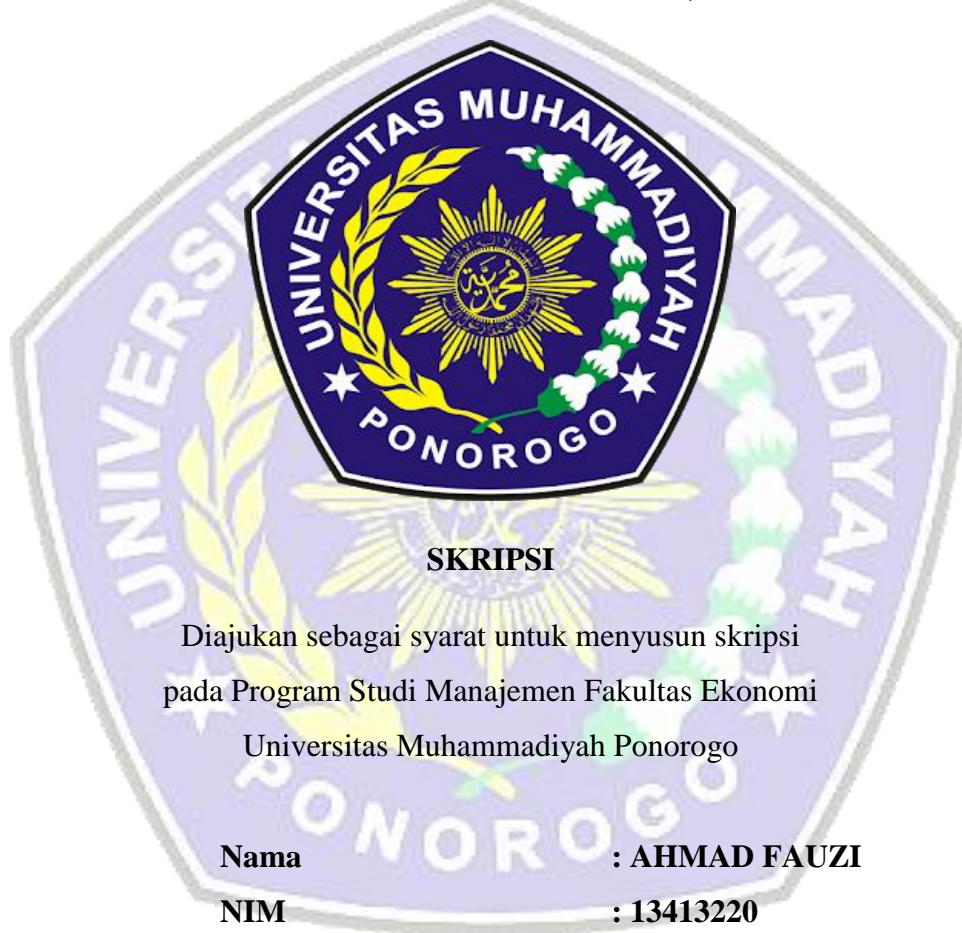 UNIVERSITAS MUHAMMADIYAH
PONOROGO
SKRIPSI
Diajukan sebagai syarat untuk menyusun skripsi
pada Program Studi Manajemen Fakultas Ekonomi
Universitas Muhammadiyah Ponorogo
Nama : AHMAD FAUZI
NIM : 13413220